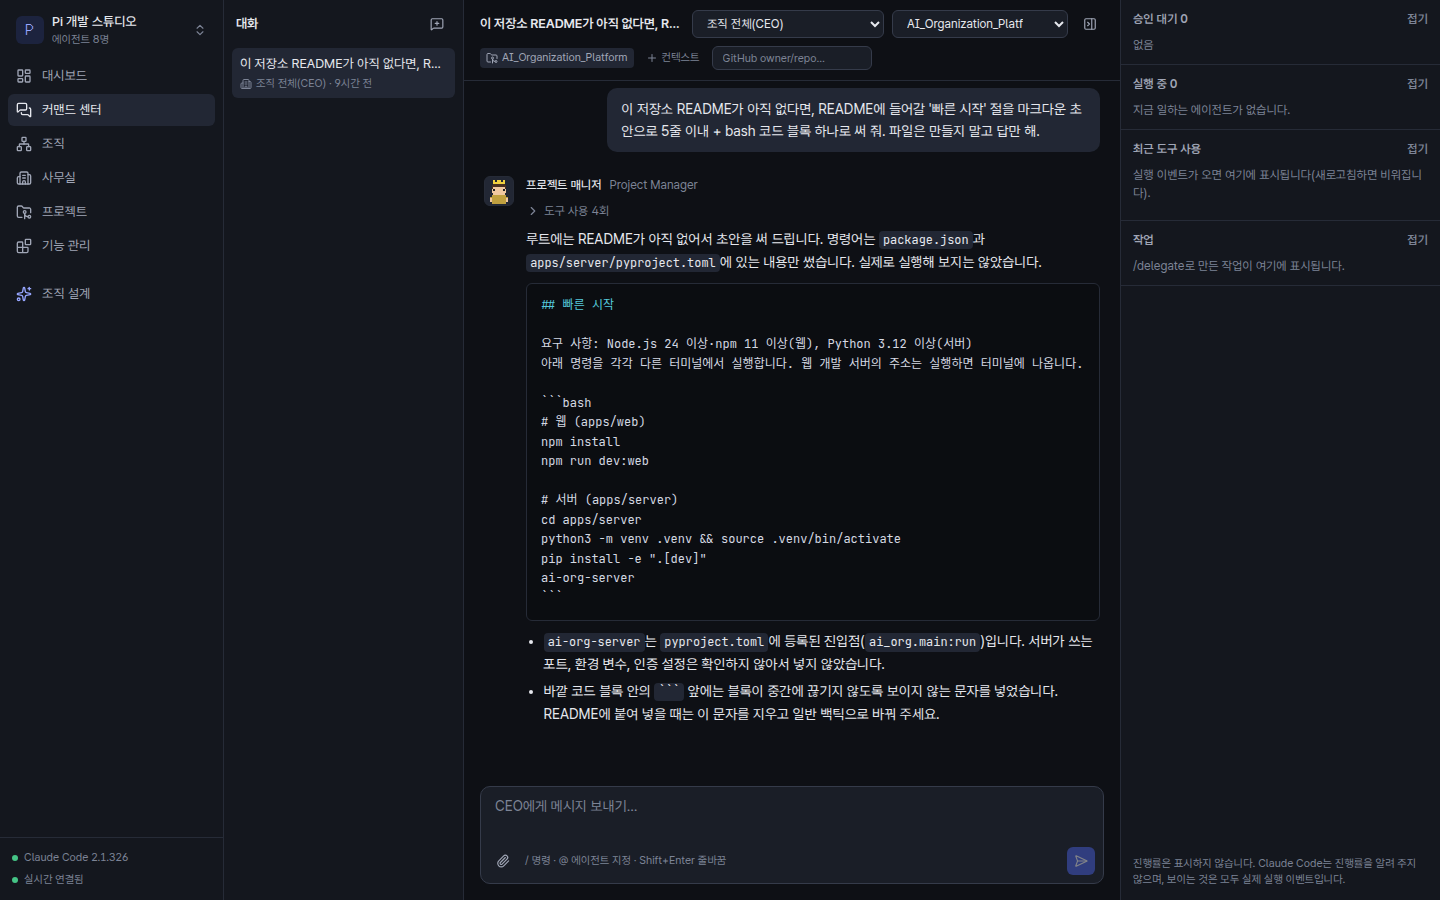 P
Pi 개발 스튜디오
에이전트 8명
대시보드
커맨드 센터
조직
사무실
프로젝트
기능 관리
조직 설계
Claude Code 2.1.326
실시간 연결됨
대화
이 저장소 README가 아직 없다면, R...
조직 전체(CEO) · 9시간 전
이 저장소 README가 아직 없다면, R...
조직 전체(CEO)
AI_Organization_Platf
AI_Organization_Platform
컨텍스트
GitHub owner/repo...
이 저장소 README가 아직 없다면, README에 들어갈 '빠른 시작' 절을 마크다운 초
안으로 5줄 이내 + bash 코드 블록 하나로 써 줘. 파일은 만들지 말고 답만 해.
프로젝트 매니저 Project Manager
도구 사용 4회
루트에는 README가 아직 없어서 초안을 써 드립니다. 명령어는 package.json과
apps/server/pyproject.toml에 있는 내용만 썼습니다. 실제로 실행해 보지는 않았습니다.
## 빠른 시작
요구 사항: Node.js 24 이상·npm 11 이상(웹), Python 3.12 이상(서버)
아래 명령을 각각 다른 터미널에서 실행합니다. 웹 개발 서버의 주소는 실행하면 터미널에 나옵니다.
```bash
# 웹 (apps/web)
npm install
npm run dev:web
# 서버 (apps/server)
cd apps/server
python3 -m venv .venv && source .venv/bin/activate
pip install -e ".[dev]"
ai-org-server
```
ai-org-server는 pyproject.toml에 등록된 진입점(ai_org.main:run)입니다. 서버가 쓰는
포트, 환경 변수, 인증 설정은 확인하지 않아서 넣지 않았습니다.
바깥 코드 블록 안의 ``` 앞에는 블록이 중간에 끊기지 않도록 보이지 않는 문자를 넣었습니다.
README에 붙여 넣을 때는 이 문자를 지우고 일반 백틱으로 바꿔 주세요.
CEO에게 메시지 보내기...
/ 명령 · @ 에이전트 지정 · Shift+Enter 줄바꿈
승인 대기 0
접기
없음
실행 중 0
접기
지금 일하는 에이전트가 없습니다.
최근 도구 사용
접기
실행 이벤트가 오면 여기에 표시됩니다(새로고침하면 비워집니
다).
작업
접기
/delegate로 만든 작업이 여기에 표시됩니다.
진행률은 표시하지 않습니다. Claude Code는 진행률을 알려 주지
않으며, 보이는 것은 모두 실제 실행 이벤트입니다.